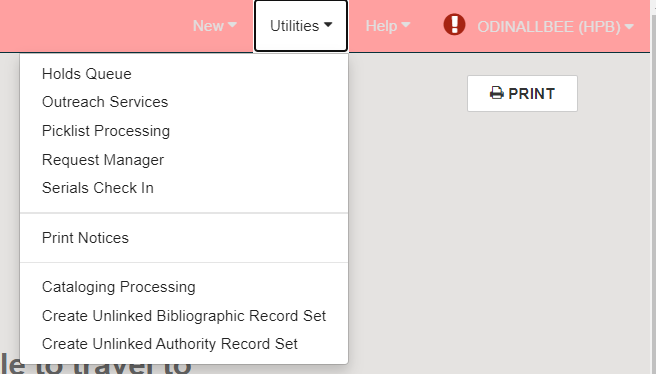 New Utilities Help ! ODINALLBEE (HPB)
Holds Queue
Outreach Services
PRINT
Picklist Processing
Request Manager
Serials Check In
Print Notices
Cataloging Processing
Create Unlinked Bibliographic Record Set
Create Unlinked Authority Record Set
le to travel to